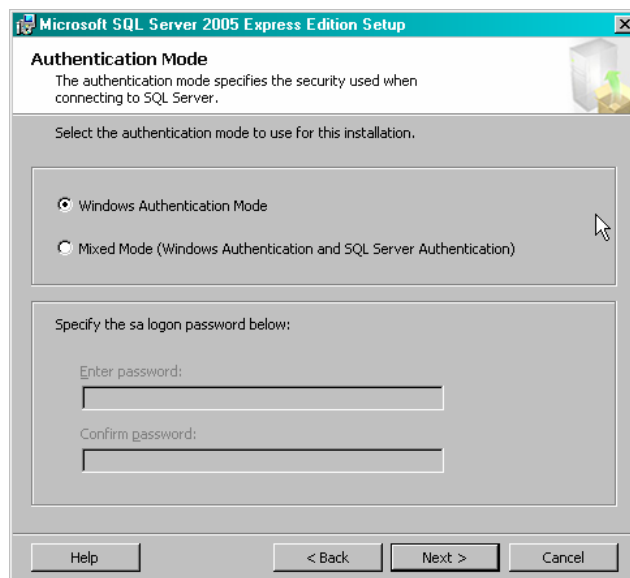 Microsoft SQL Server 2005 Express Edition Setup
Authentication Mode
The authentication mode specifies the security used when
connecting to SQL Server.
Select the authentication mode to use for this installation.
Windows Authentication Mode
Mixed Mode (Windows Authentication and SQL Server Authentication)
Specify the sa logon password below:
Enter password:
Confirm password:
Help
< Back
Next >
Cancel